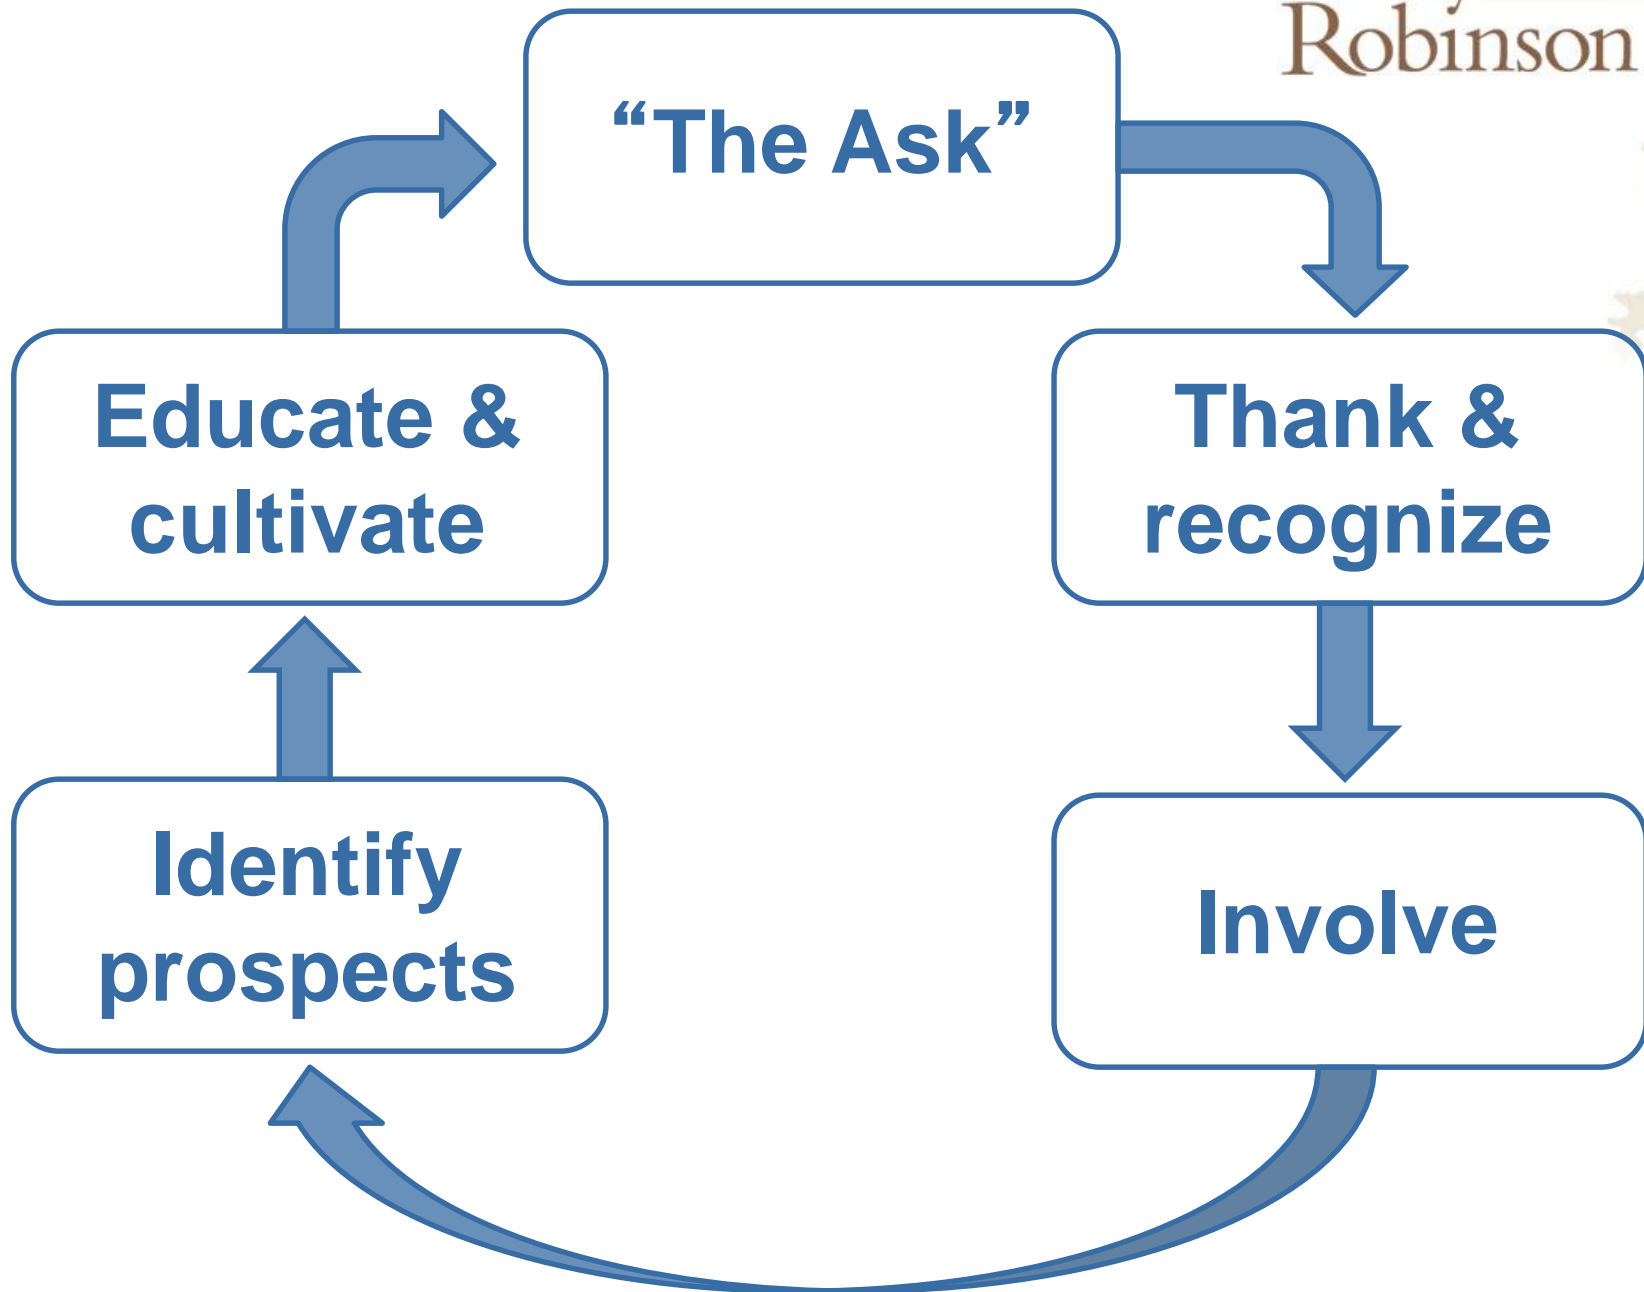 Robinson
“The Ask”
Educate &
cultivate
Thank &
recognize
Identify
prospects
Involve